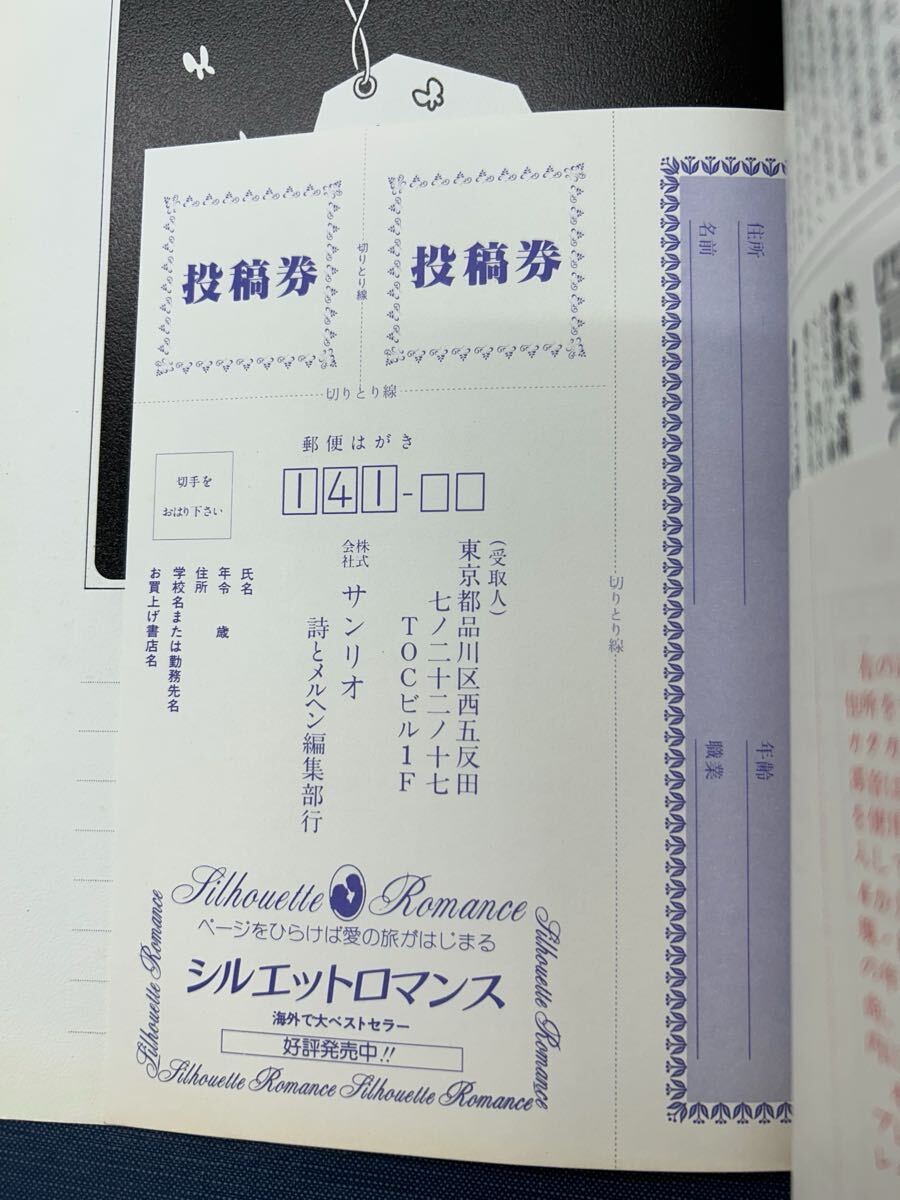 投稿券
投稿券
切りとり線
切りとり線
郵便はがき
141-
切手を
おはり下さい
(受取人)
東京都品川区西五反田
七ノ二十二ノ十七
TOCビル1F
株式会社 サンリオ
詩とメルヘン編集部行
氏名
年令 歳
住所
学校名または勤務先名
お買上げ書店名
Silhouette Romance
ページをひらけば愛の旅がはじまる
シルエットロマンス
海外で大ベストセラー
好評発売中!!
Silhouette Romance
Silhouette Romance
Silhouette Romance Silhouette Romance
切りとり線
住所
名前
年齢
職業